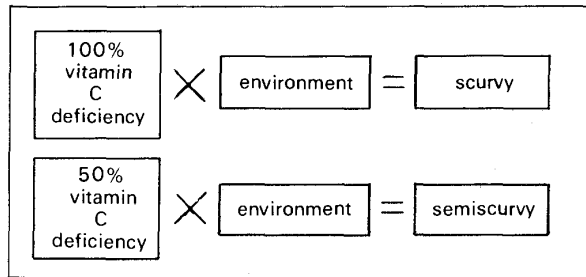 100%
vitamin
C
deficiency
× environment = scurvy
50%
vitamin
C
deficiency
× environment = semiscurvy